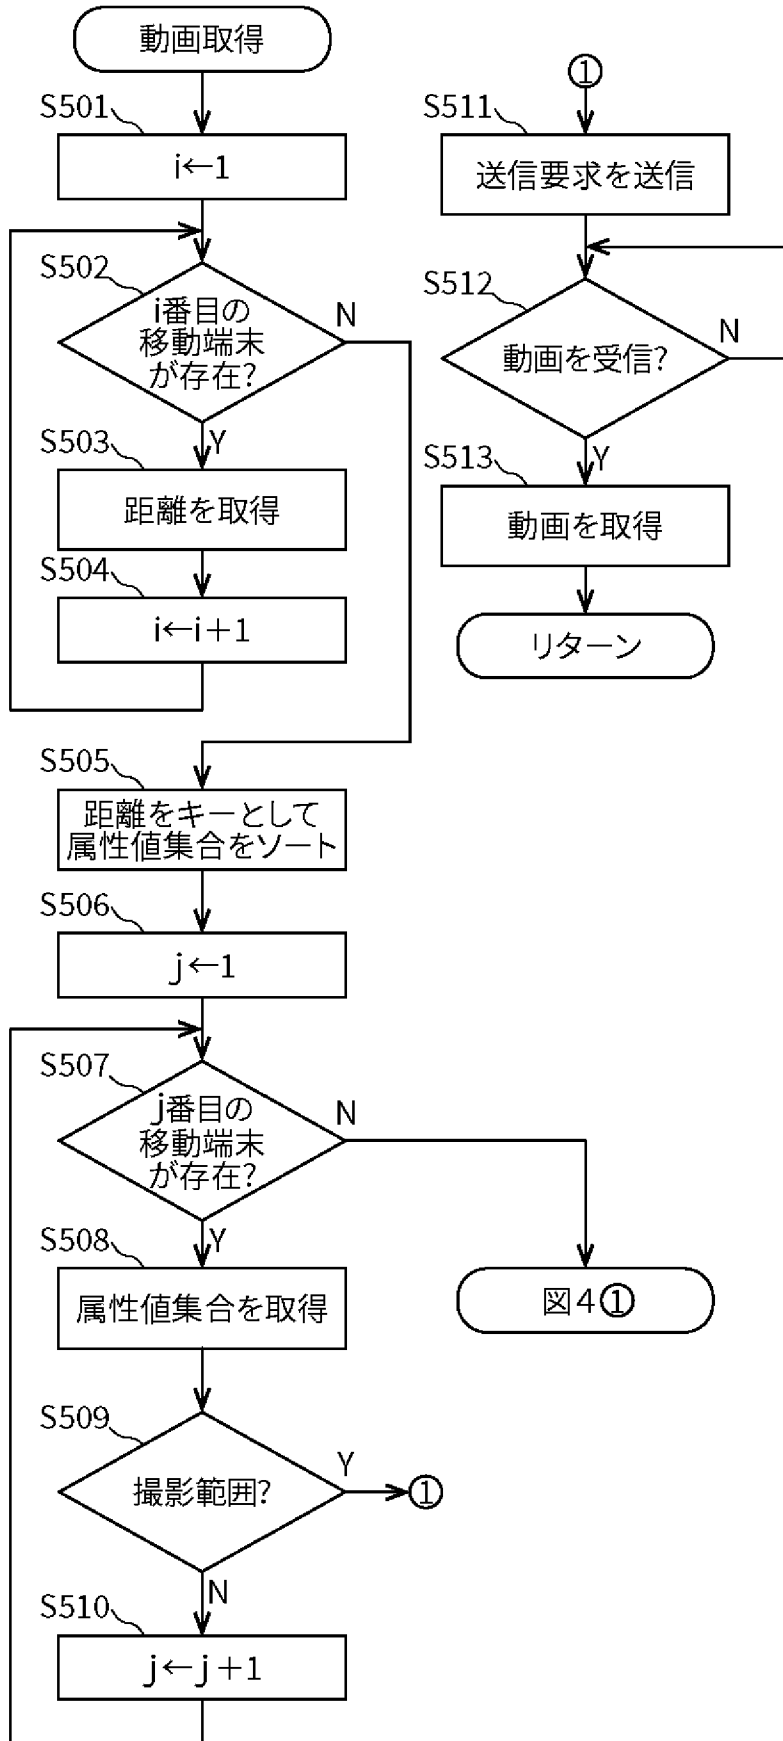 動画取得
S501
i←1
S502
i番目の
移動端末
が存在?
N
Y
S503
距離を取得
S504
i←i+1
S505
距離をキーとして
属性値集合をソート
S506
j←1
S507
j番目の
移動端末
が存在?
N
Y
S508
属性値集合を取得
図4①
S509
撮影範囲?
Y
①
N
S510
j←j+1
①
S511
送信要求を送信
S512
動画を受信?
N
Y
S513
動画を取得
リターン